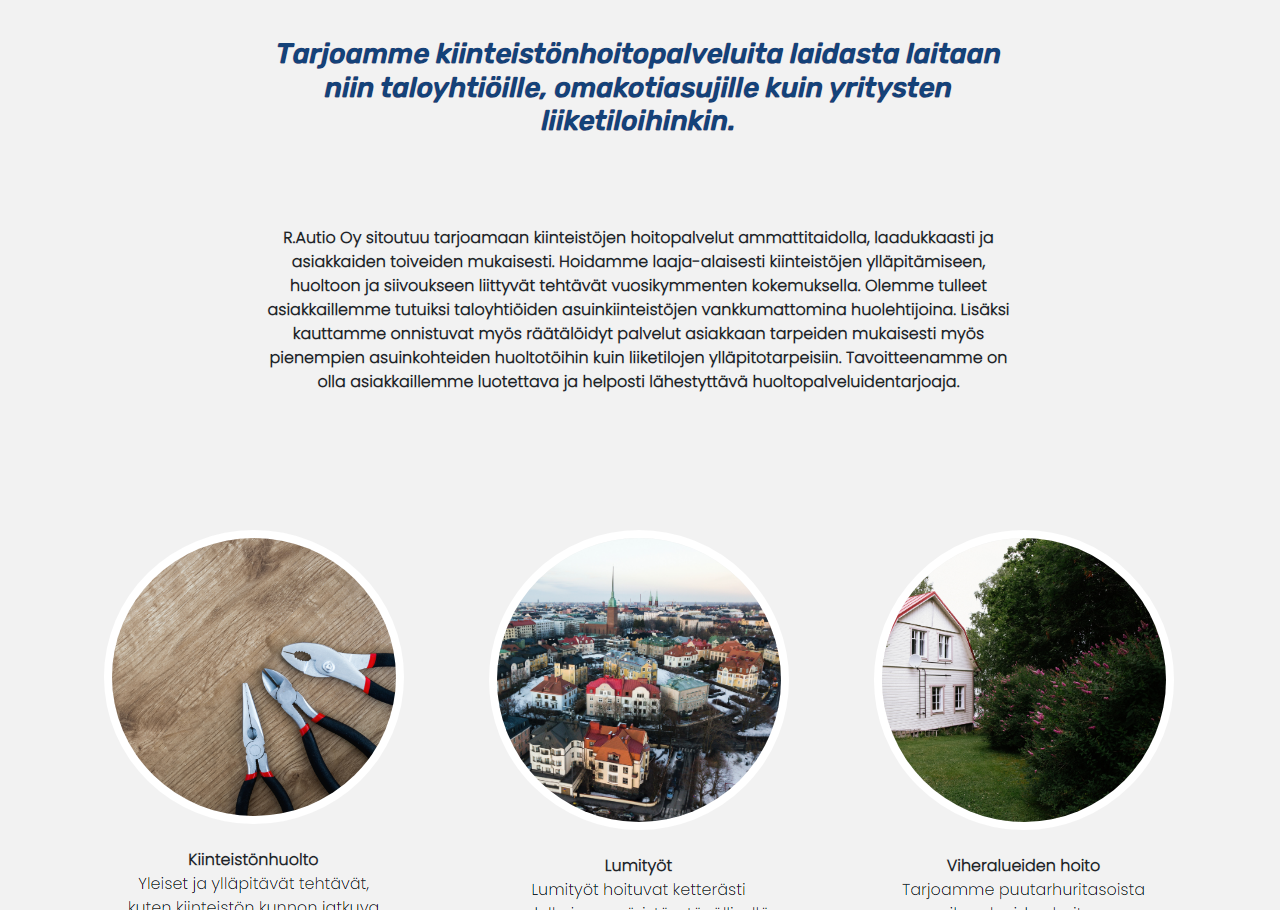 Tarjoamme kiinteistönhoitopalveluita laidasta laitaan
niin taloyhtiöille, omakotiasujille kuin yritysten
liiketiloihinkin.
R.Autio Oy sitoutuu tarjoamaan kiinteistöjen hoitopalvelut ammattitaidolla, laadukkaasti ja
asiakkaiden toiveiden mukaisesti. Hoidamme laaja-alaisesti kiinteistöjen ylläpitämiseen,
huoltoon ja siivoukseen liittyvät tehtävät vuosikymmenten kokemuksella. Olemme tulleet
asiakkaillemme tutuiksi taloyhtiöiden asuinkiinteistöjen vankkumattomina huolehtijoina. Lisäksi
kauttamme onnistuvat myös räätälöidyt palvelut asiakkaan tarpeiden mukaisesti myös
pienempien asuinkohteiden huoltotöihin kuin liiketilojen ylläpitotarpeisiin. Tavoitteenamme on
olla asiakkaillemme luotettava ja helposti lähestyttävä huoltopalveluidentarjoaja.
Kiinteistönhuolto
Yleiset ja ylläpitävät tehtävät,
kuten kiinteistön kunnon jatkuva
Lumityöt
Lumityöt hoituvat ketterästi
Viheralueiden hoito
Tarjoamme puutarhuritasoista